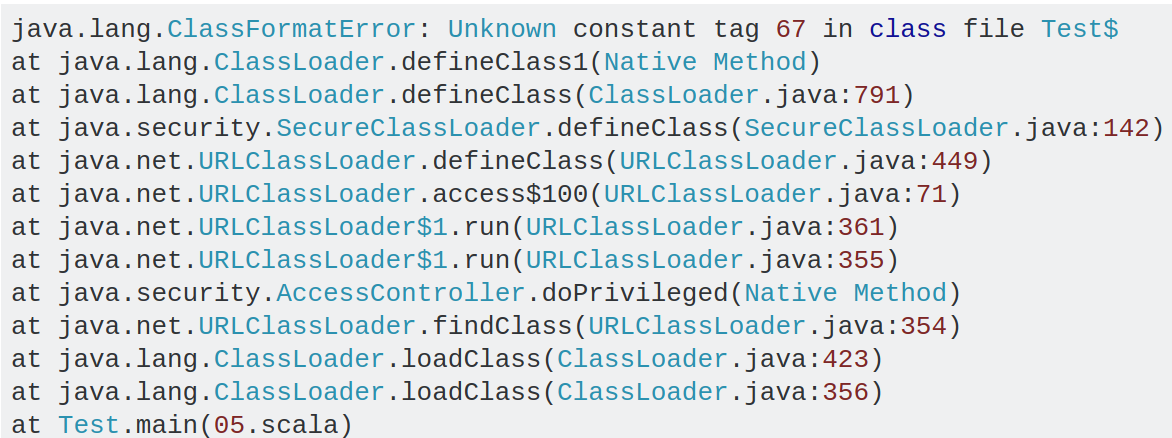 java.lang.ClassFormatError: Unknown constant tag 67 in class file Test$
at java.lang.ClassLoader.defineClass1(Native Method)
at java.lang.ClassLoader.defineClass(ClassLoader.java:791)
at java.security.SecureClassLoader.defineClass(SecureClassLoader.java:142)
at java.net.URLClassLoader.defineClass(URLClassLoader.java:449)
at java.net.URLClassLoader.access$100(URLClassLoader.java:71)
at java.net.URLClassLoader$1.run(URLClassLoader.java:361)
at java.net.URLClassLoader$1.run(URLClassLoader.java:355)
at java.security.AccessController.doPrivileged(Native Method)
at java.net.URLClassLoader.findClass(URLClassLoader.java:354)
at java.lang.ClassLoader.loadClass(ClassLoader.java:423)
at java.lang.ClassLoader.loadClass(ClassLoader.java:356)
at Test.main(05.scala)